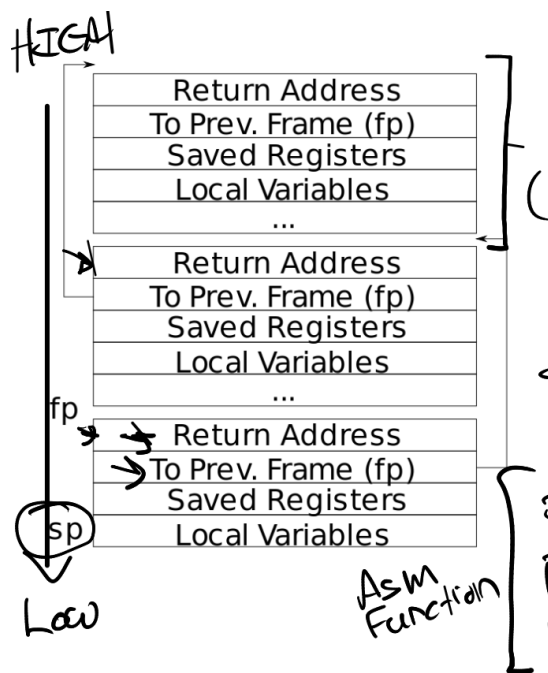 HIGH
Return Address
To Prev. Frame (fp)
Saved Registers
Local Variables
...
Return Address
To Prev. Frame (fp)
Saved Registers
Local Variables
...
fp
Return Address
To Prev. Frame (fp)
Saved Registers
sp
Local Variables
Asm
Function
Low